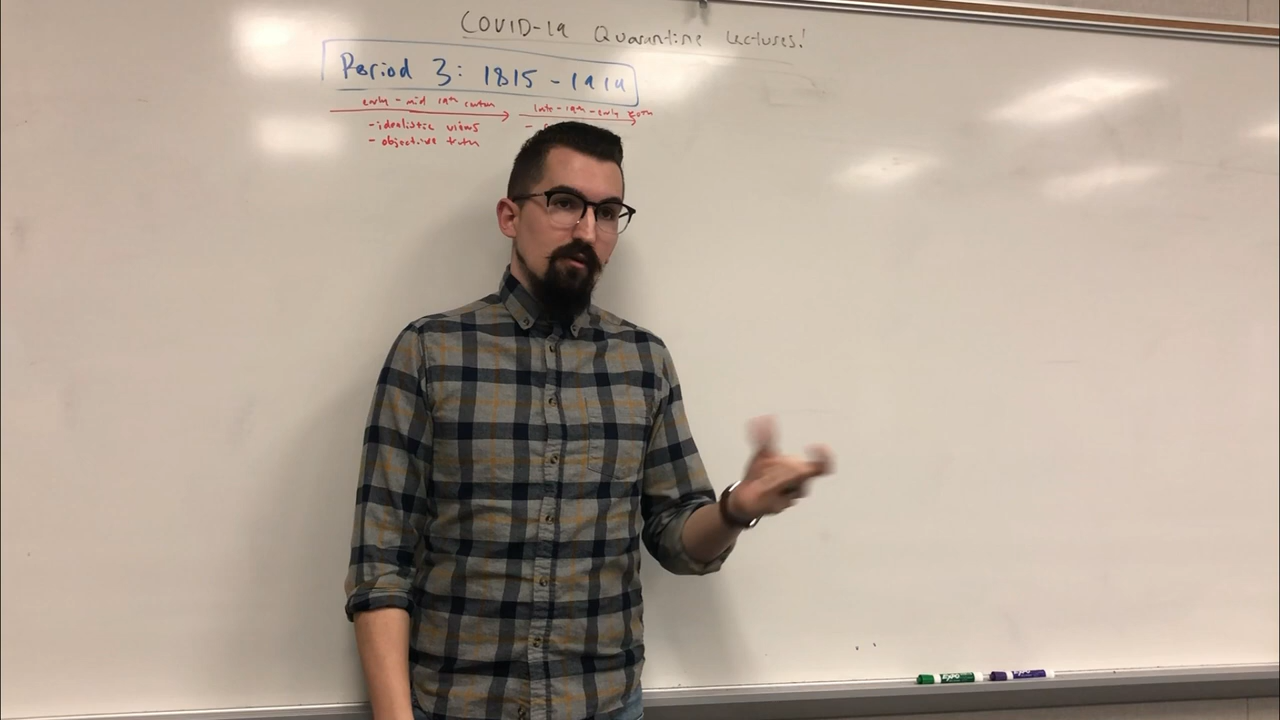 COVID-19 Quarantine Lectures!
Period 3: 1815 - 1914
early - mid 19th century
late - 19th - early 20th
- idealistic views
-
- objective truth
EXPO
EXPO